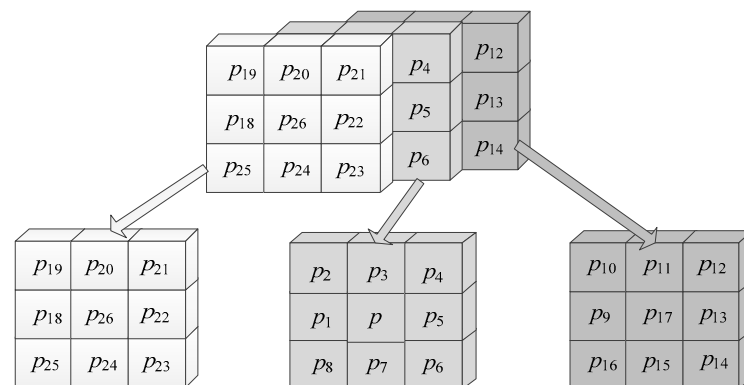 p19 p20 p21 p4 p12
p18 p26 p22 p5 p13
p25 p24 p23 p6 p14
p19 p20 p21
p18 p26 p22
p25 p24 p23
p2 p3 p4
p1 p p5
p8 p7 p6
p10 p11 p12
p9 p17 p13
p16 p15 p14